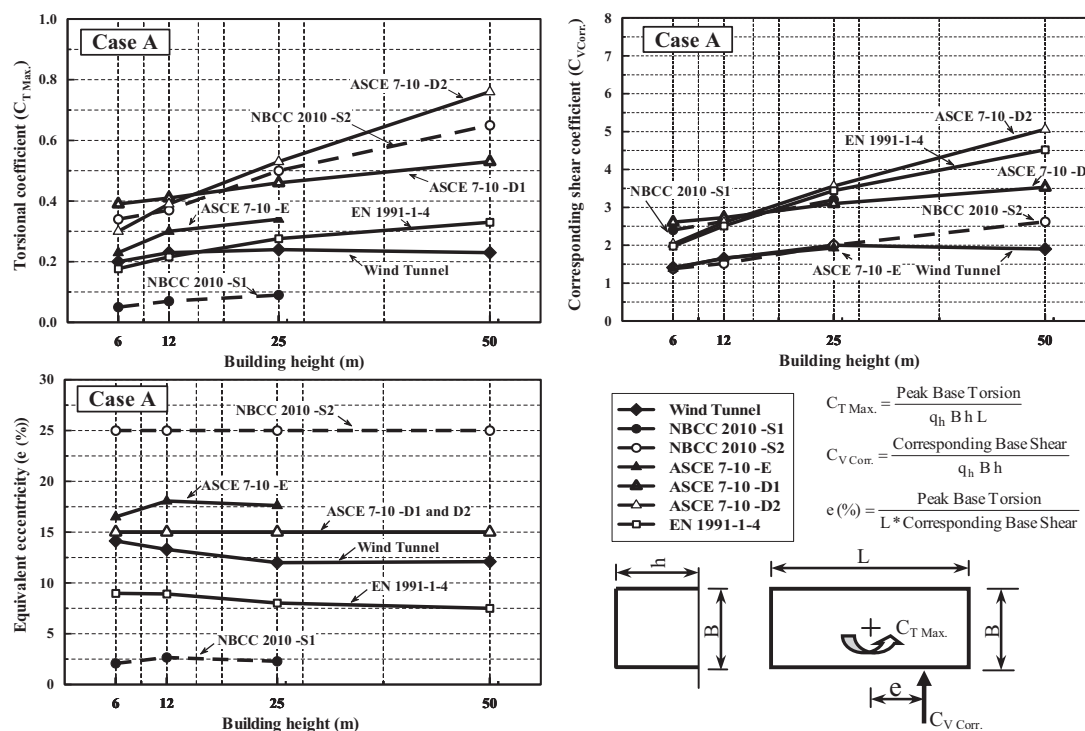 Case A
Torsional coefficient (C_T Max.)
1.0
0.8
0.6
0.4
0.2
0.0
ASCE 7-10 -D2
NBCC 2010 -S2
ASCE 7-10 -D1
ASCE 7-10 -E
EN 1991-1-4
Wind Tunnel
NBCC 2010 -S1
6 12 25 50
Building height (m)
Case A
Corresponding shear coefficient (C_VCorr.)
8
7
6
5
4
3
2
1
0
ASCE 7-10 -D2
EN 1991-1-4
NBCC 2010 -S1
ASCE 7-10 -D
NBCC 2010 -S2
ASCE 7-10 -E
Wind Tunnel
6 12 25 50
Building height (m)
Case A
Equivalent eccentricity (e (%))
30
25
20
15
10
5
0
NBCC 2010 -S2
ASCE 7-10 -E
ASCE 7-10 -D1 and D2
Wind Tunnel
EN 1991-1-4
NBCC 2010 -S1
6 12 25 50
Building height (m)
Wind Tunnel
NBCC 2010 -S1
NBCC 2010 -S2
ASCE 7-10 -E
ASCE 7-10 -D1
ASCE 7-10 -D2
EN 1991-1-4
C_T Max. = Peak Base Torsion / q_h B h L
C_V Corr. = Corresponding Base Shear / q_h B h
e (%) = Peak Base Torsion / L * Corresponding Base Shear
h
L
B
B
C_T Max.
e
C_V Corr.